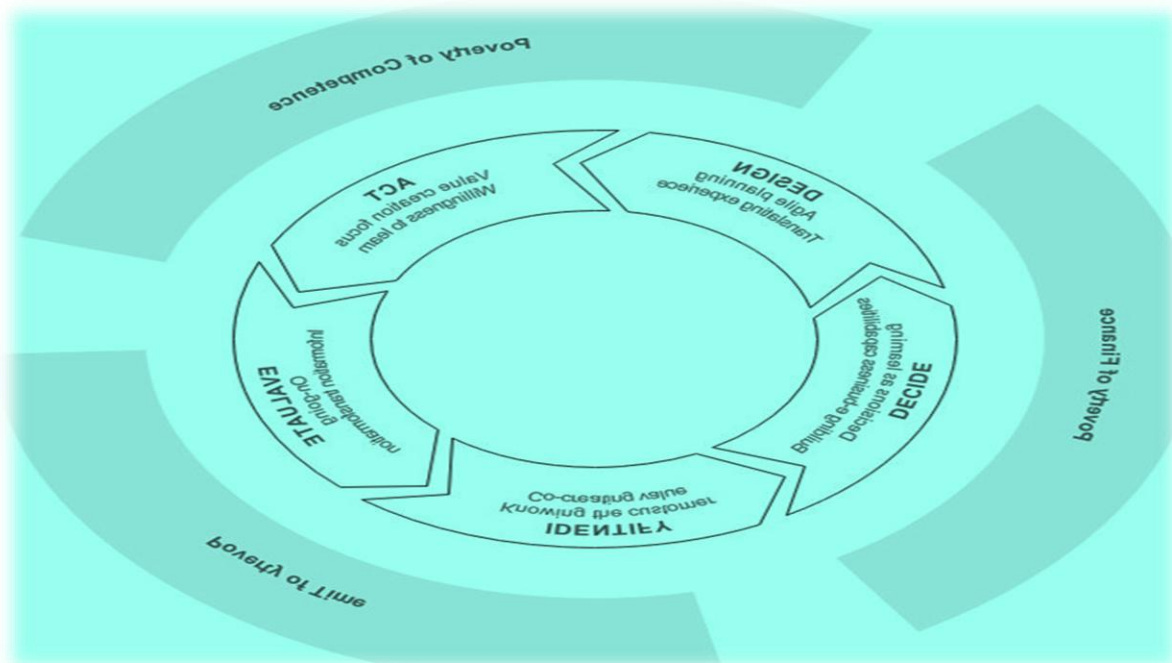 IDENTIFY
Knowing the customer
Co-creating value
DECIDE
Decisions as learning
Building e-business capabilities
DESIGN
Agile planning
Translating experiece
ACT
Value creation focus
Willingness to learn
EVALUATE
On-going
Information transformation
Poverty of Time
Poverty of Finance
Poverty of Competence